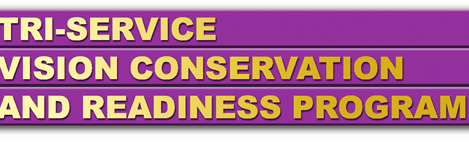 TRI-SERVICE
VISION CONSERVATION
AND READINESS PROGRAM